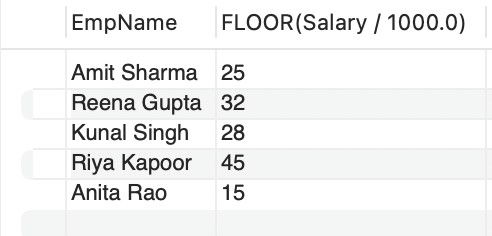 EmpName FLOOR(Salary / 1000.0)
Amit Sharma 25
Reena Gupta 32
Kunal Singh 28
Riya Kapoor 45
Anita Rao 15